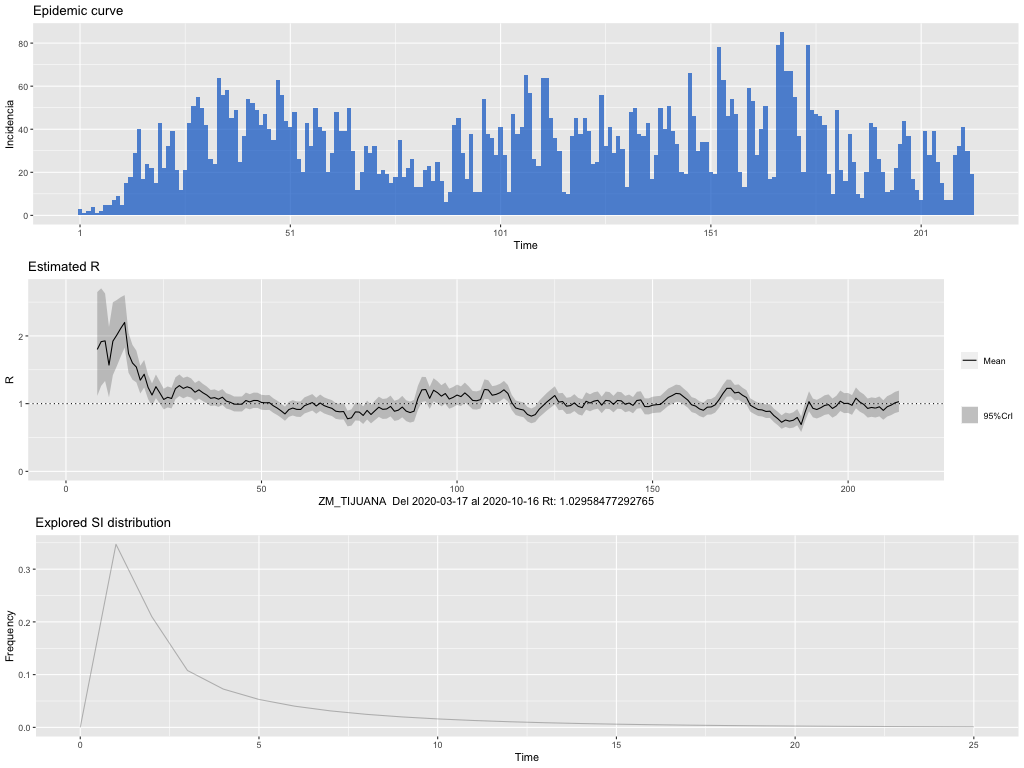 Epidemic curve
80
60
40
20
0
Incidencia
1 51 101 151 201
Time
Estimated R
2
1
0
R
0 50 100 150 200
ZM_TIJUANA Del 2020-03-17 al 2020-10-16 Rt: 1.02958477292765
Mean
95%CrI
Explored SI distribution
0.3
0.2
0.1
0.0
Frequency
0 5 10 15 20 25
Time